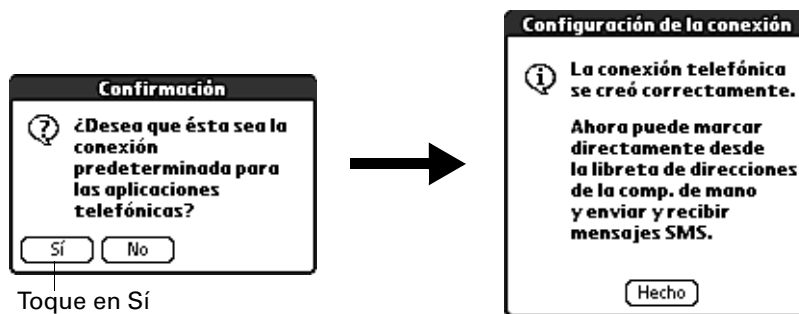 Confirmación
¿Desea que ésta sea la
conexión
predeterminada para
las aplicaciones
telefónicas?
Sí
No
Toque en Sí
Configuración de la conexión
La conexión telefónica
se creó correctamente.
Ahora puede marcar
directamente desde
la libreta de direcciones
de la comp. de mano
y enviar y recibir
mensajes SMS.
Hecho